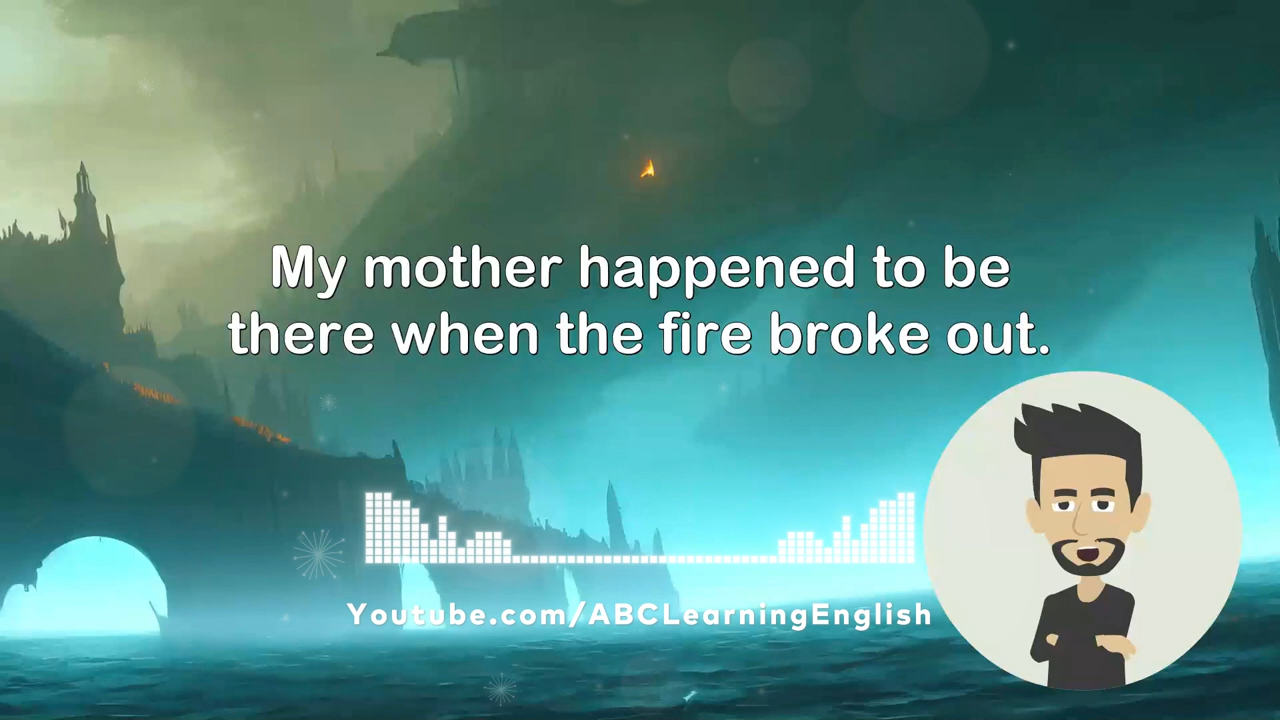 My mother happened to be
there when the fire broke out.
Youtube.com/ABCLearningEnglish